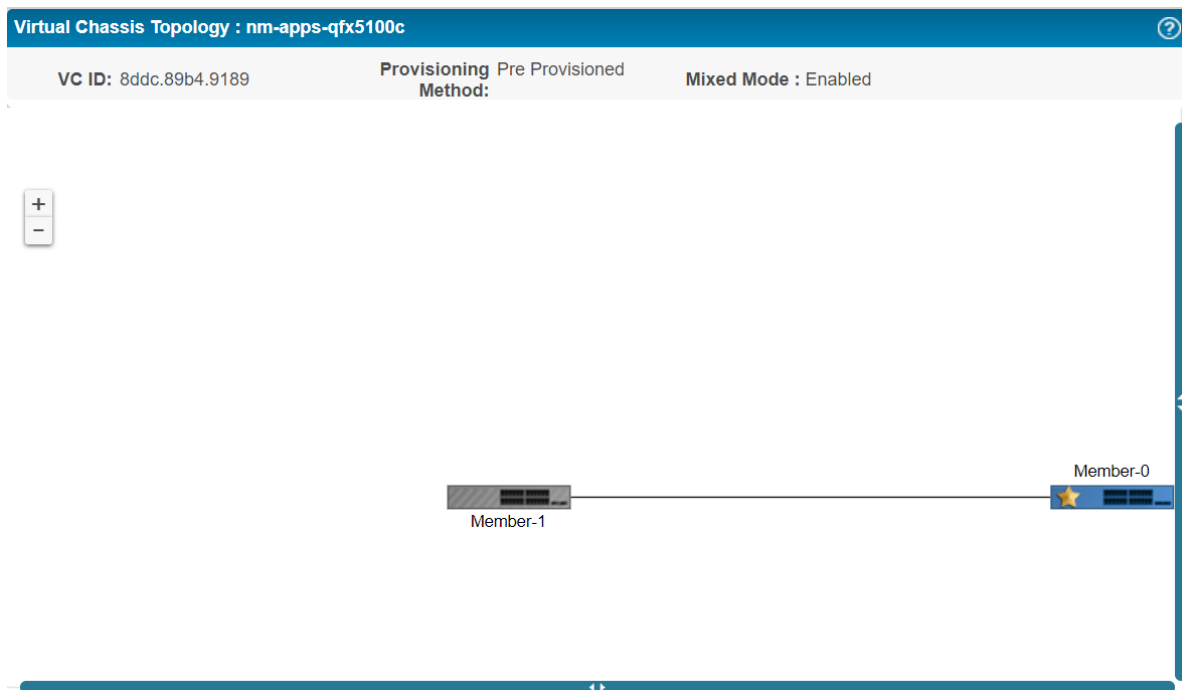 Virtual Chassis Topology : nm-apps-qfx5100c
?
VC ID: 8ddc.89b4.9189
Provisioning Method: Pre Provisioned
Mixed Mode : Enabled
+
−
Member-0
Member-1